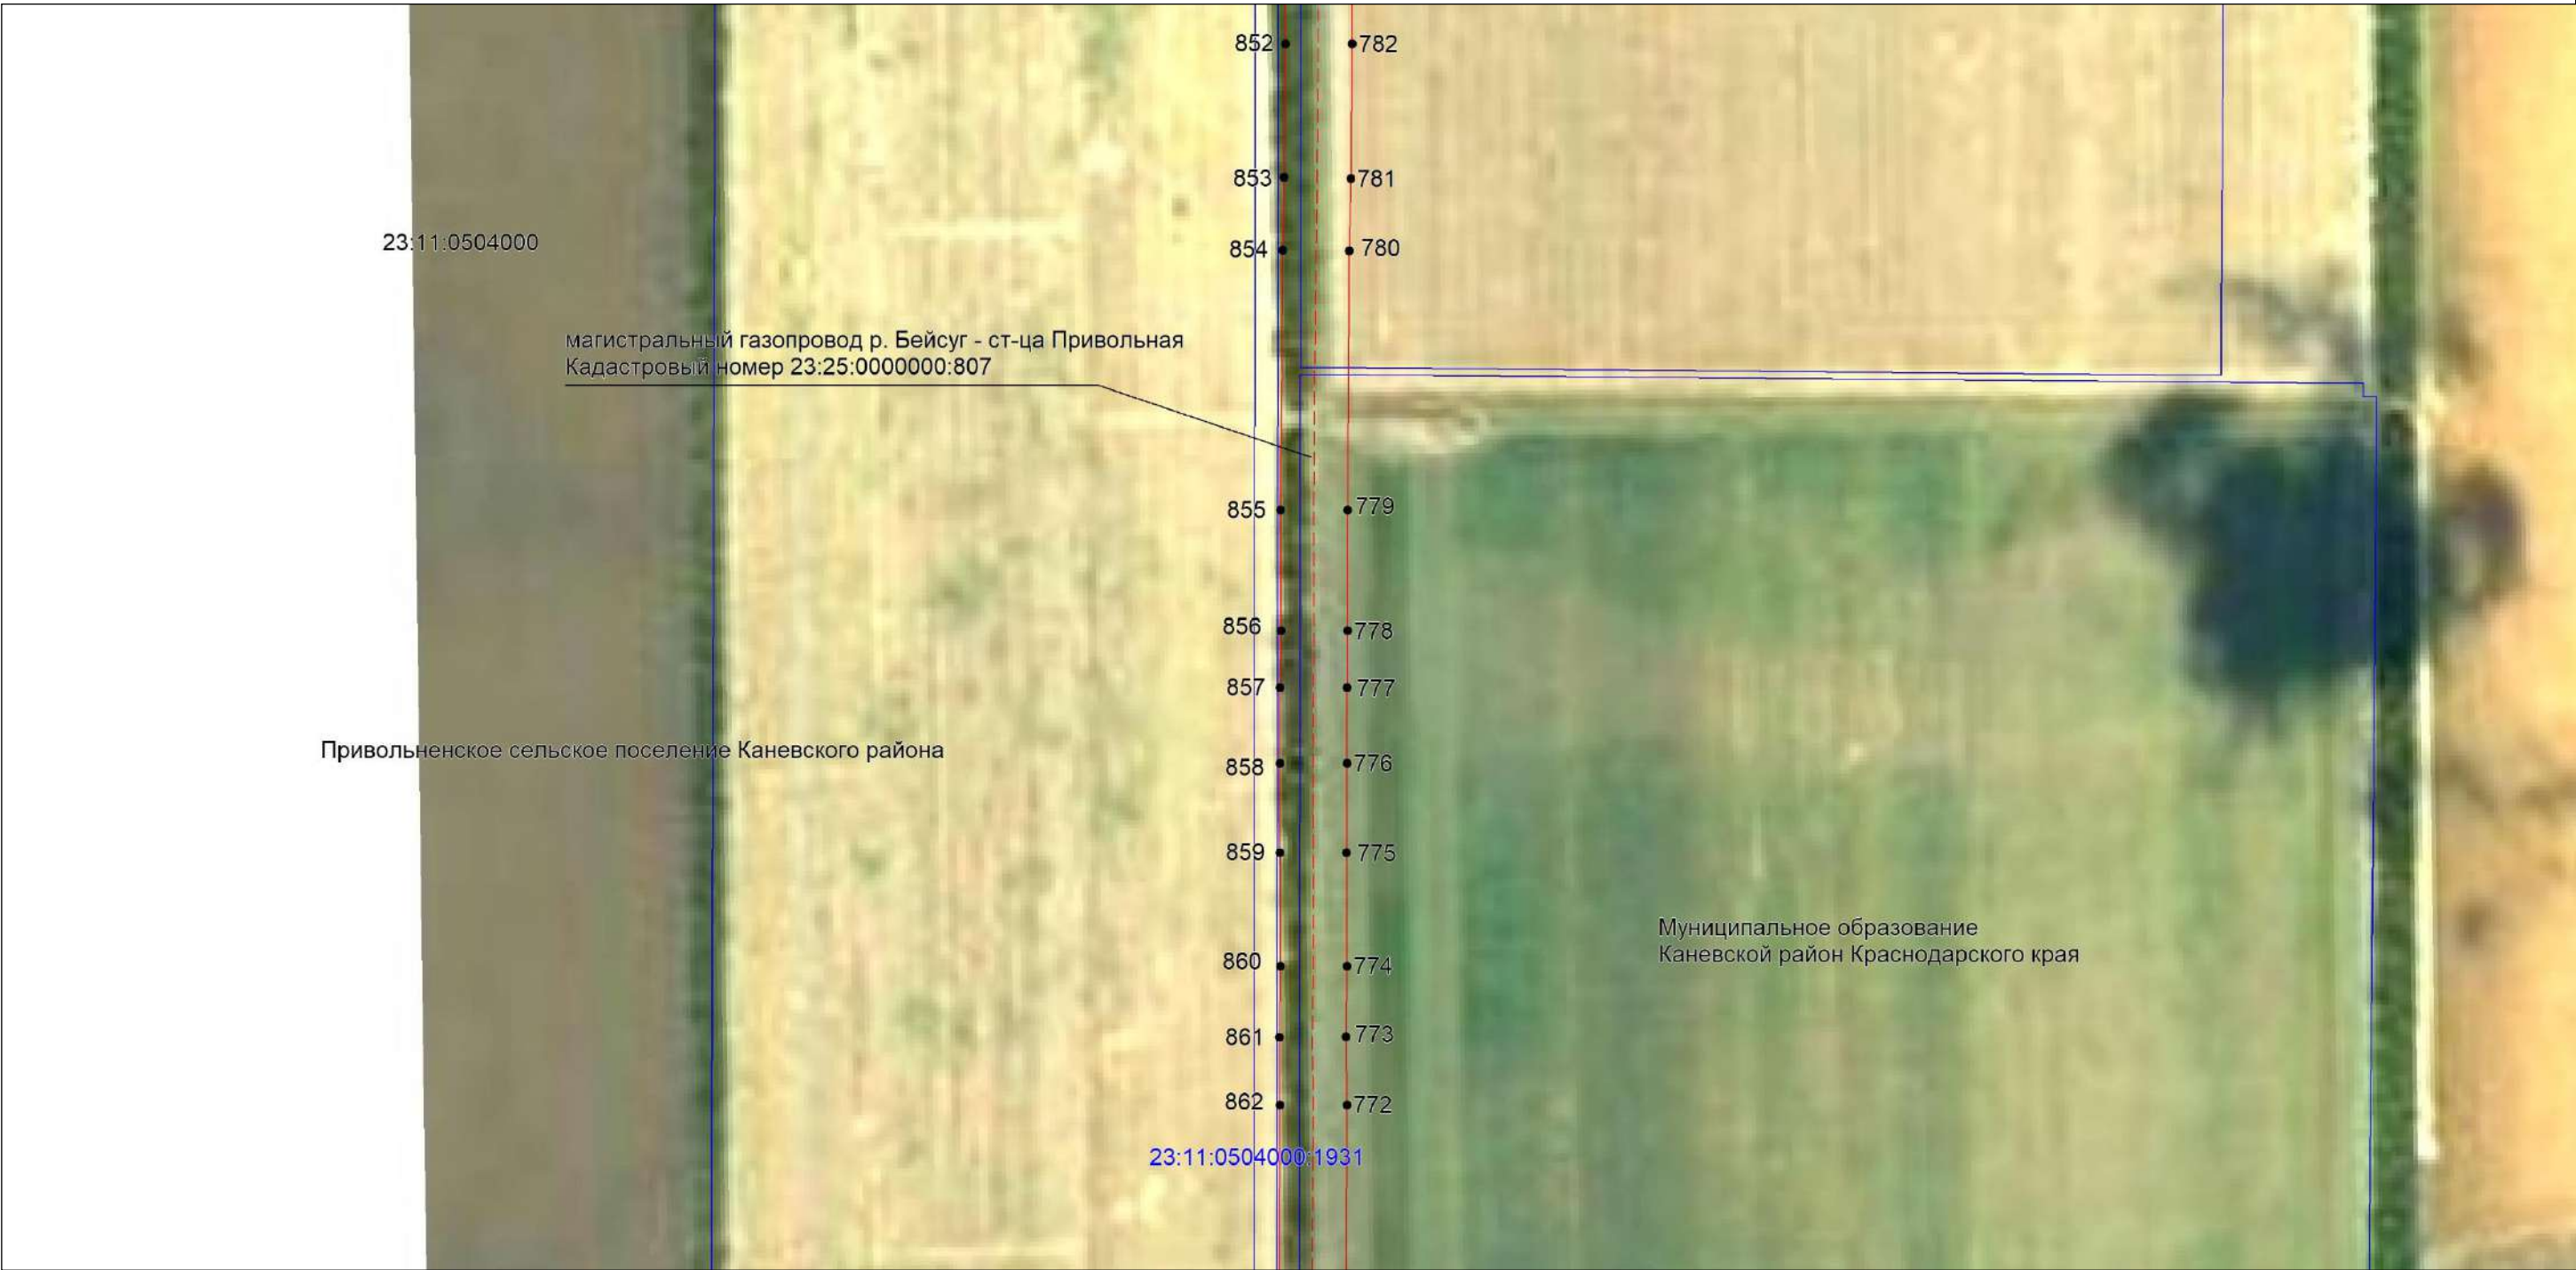 852 782
853 781
23:11:0504000
854 780
магистральный газопровод р. Бейсуг - ст-ца Привольная
Кадастровый номер 23:25:0000000:807
855 779
856 778
857 777
Привольненское сельское поселение Каневского района
858 776
859 775
Муниципальное образование
Каневской район Краснодарского края
860 774
861 773
862 772
23:11:0504000:1931